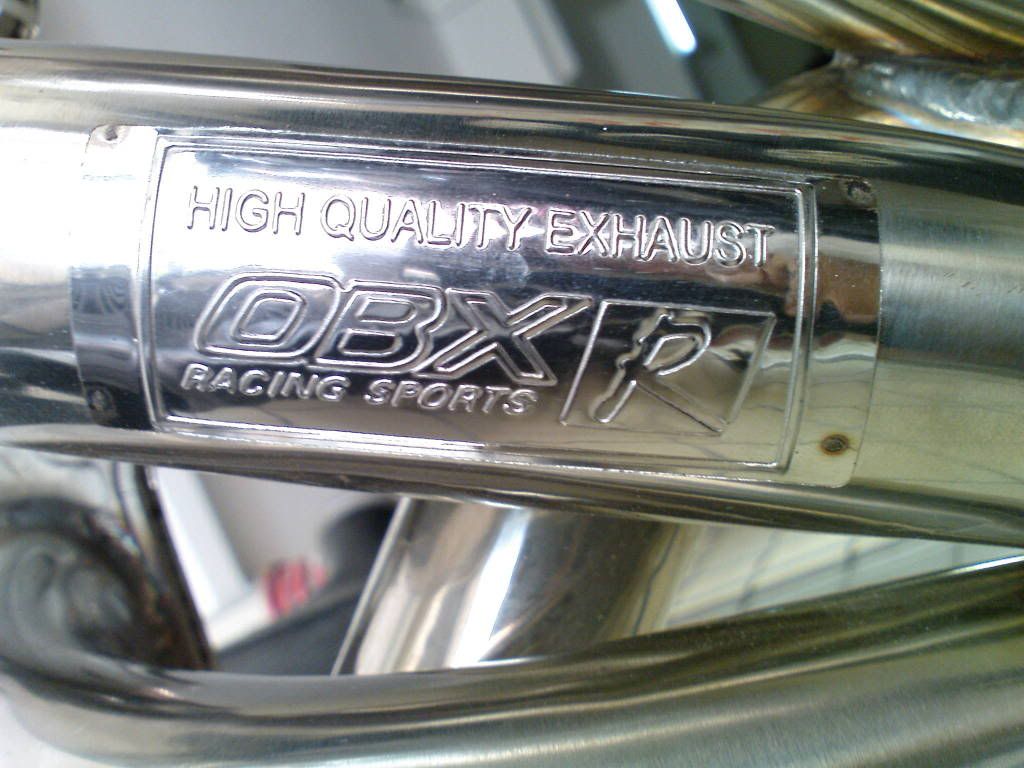 HIGH QUALITY EXHAUST
OBX R
RACING SPORTS